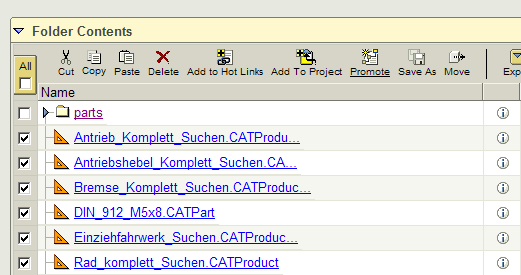 Folder Contents
All Cut Copy Paste Delete Add to Hot Links Add To Project Promote Save As Move Exp
Name
parts
Antrieb_Komplett_Suchen.CATProdu...
Antriebshebel_Komplett_Suchen.CA...
Bremse_Komplett_Suchen.CATProduc...
DIN_912_M5x8.CATPart
Einziehfahrwerk_Suchen.CATProduc...
Rad_komplett_Suchen.CATProduct